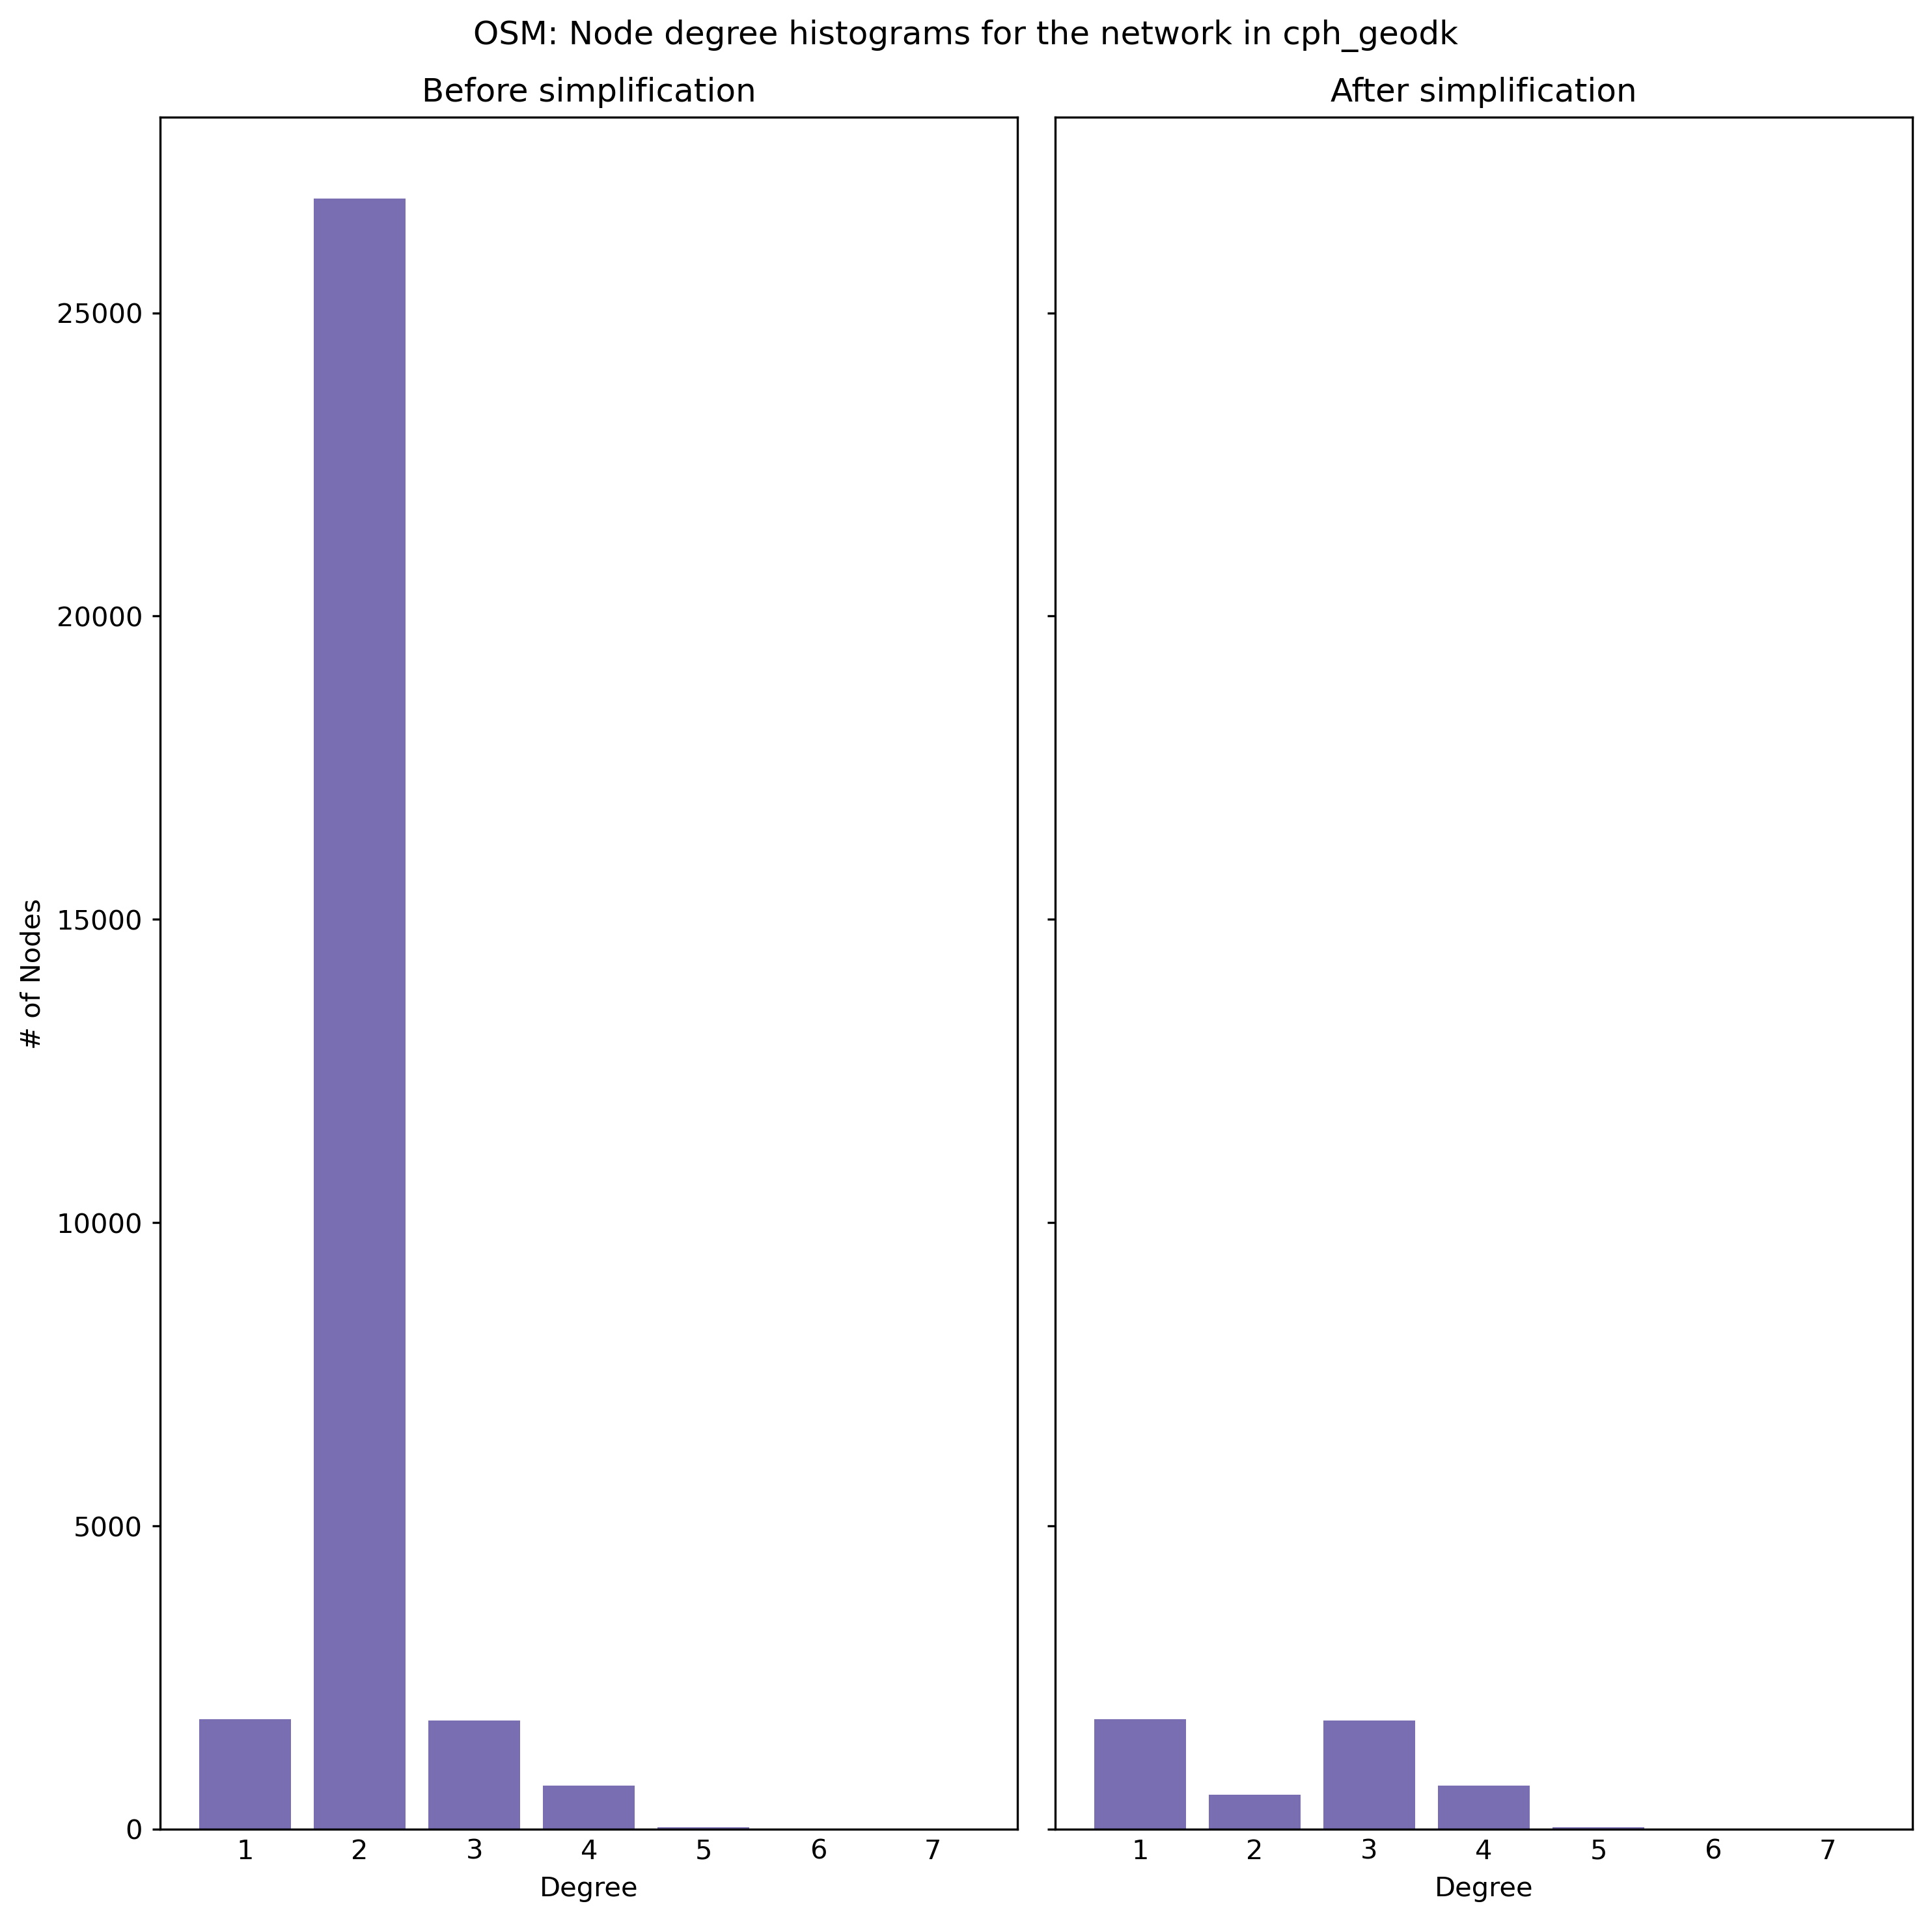 OSM: Node degree histograms for the network in cph_geodk
Before simplification
After simplification
# of Nodes
25000
20000
15000
10000
5000
0
1 2 3 4 5 6 7
1 2 3 4 5 6 7
Degree
Degree